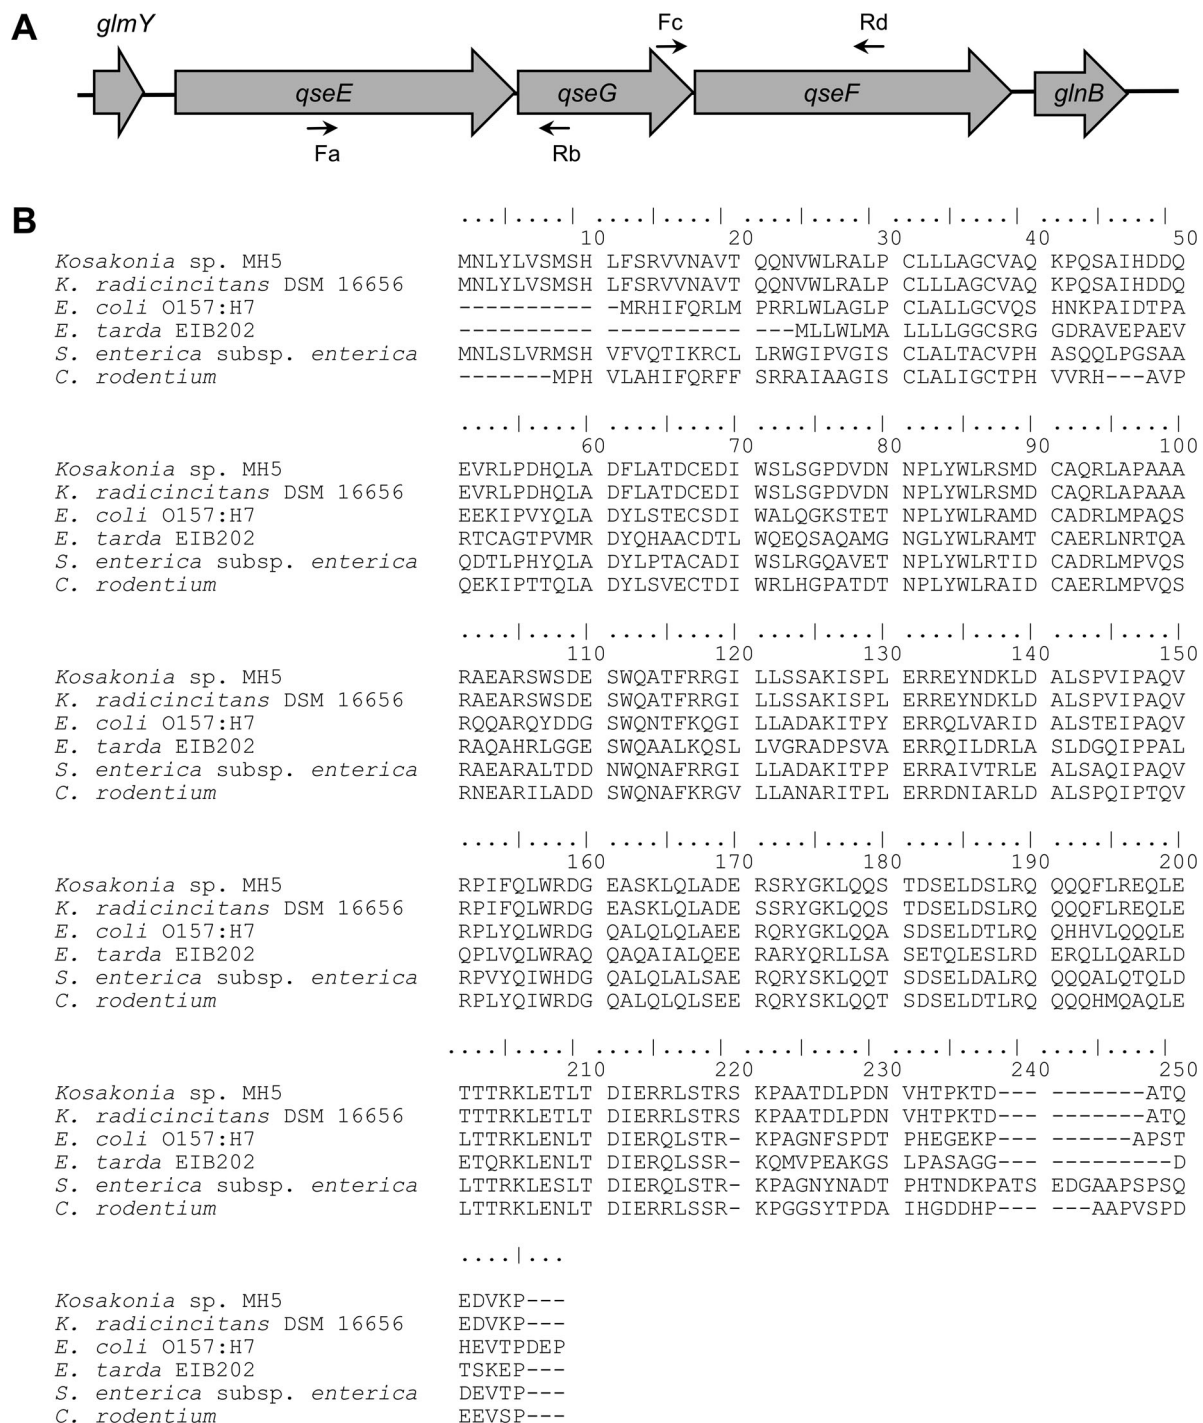 A
glmY
Fc
Rd
qseE
qseG
qseF
glnB
Fa
Rb
B
....|....| ....|....| ....|....| ....|....| ....|....|
10 20 30 40 50
Kosakonia sp. MH5 MNLYLVSMSH LFSRVVNAVT QQNVWLRALP CLLLAGCVAQ KPQSAIHDDQ
K. radicincitans DSM 16656 MNLYLVSMSH LFSRVVNAVT QQNVWLRALP CLLLAGCVAQ KPQSAIHDDQ
E. coli O157:H7 ---------- -MRHIFQRLM PRRLWLAGLP CLALLGCVQS HNKPAIDTPA
E. tarda EIB202 ---------- ---------- ---MLLWLMA LLLLGGCSRG GDRAVEPAEV
S. enterica subsp. enterica MNLSLVRMSH VFVQTIKRCL LRWGIPVGIS CLALTACVPH ASQQLPGSAA
C. rodentium -------MPH VLAHIFQRFF SRRAIAAGIS CLALIGCTPH VVRH---AVP
....|....| ....|....| ....|....| ....|....| ....|....|
60 70 80 90 100
Kosakonia sp. MH5 EVRLPDHQLA DFLATDCEDI WSLSGPDVDN NPLYWLRSMD CAQRLAPAAA
K. radicincitans DSM 16656 EVRLPDHQLA DFLATDCEDI WSLSGPDVDN NPLYWLRSMD CAQRLAPAAA
E. coli O157:H7 EEKIPVYQLA DYLSTECSDI WALQGKSTET NPLYWLRAMD CADRLMPAQS
E. tarda EIB202 RTCAGTPVMR DYQHAACDTL WQEQSAQAMG NGLYWLRAMT CAERLNRTQA
S. enterica subsp. enterica QDTLPHYQLA DYLPTACADI WSLRGQAVET NPLYWLRTID CADRLMPVQS
C. rodentium QEKIPTTQLA DYLSVECTDI WRLHGPATDT NPLYWLRAID CAERLMPVQS
....|....| ....|....| ....|....| ....|....| ....|....|
110 120 130 140 150
Kosakonia sp. MH5 RAEARSWSDE SWQATFRRGI LLSSAKISPL ERREYNDKLD ALSPVIPAQV
K. radicincitans DSM 16656 RAEARSWSDE SWQATFRRGI LLSSAKISPL ERREYNDKLD ALSPVIPAQV
E. coli O157:H7 RQQARQYDDG SWQNTFKQGI LLADAKITPY ERRQLVARID ALSTEIPAQV
E. tarda EIB202 RAQAHRLGGE SWQAALKQSL LVGRADPSVA ERRQILDRLA SLDGQIPPAL
S. enterica subsp. enterica RAEARALTDD NWQNAFRRGI LLADAKITPP ERRAIVTRLE ALSAQIPAQV
C. rodentium RNEARILADD SWQNAFKRGV LLANARITPL ERRDNIARLD ALSPQIPTQV
....|....| ....|....| ....|....| ....|....| ....|....|
160 170 180 190 200
Kosakonia sp. MH5 RPIFQLWRDG EASKLQLADE RSRYGKLQQS TDSELDSLRQ QQQFLREQLE
K. radicincitans DSM 16656 RPIFQLWRDG EASKLQLADE SSRYGKLQQS TDSELDSLRQ QQQFLREQLE
E. coli O157:H7 RPLYQLWRDG QALQLQLAEE RQRYGKLQQA SDSELDTLRQ QHHVLQQQLE
E. tarda EIB202 QPLVQLWRAQ QAQAIALQEE RARYQRLLSA SETQLESLRD ERQLLQARLD
S. enterica subsp. enterica RPVYQIWHDG QALQLALSAE RQRYSKLQQT SDSELDALRQ QQQALQTQLD
C. rodentium RPLYQIWRDG QALQLQLSEE RQRYSKLQQT SDSELDTLRQ QQQHMQAQLE
....|....| ....|....| ....|....| ....|....| ....|....|
210 220 230 240 250
Kosakonia sp. MH5 TTTRKLETLT DIERRLSTRS KPAATDLPDN VHTPKTD--- -------ATQ
K. radicincitans DSM 16656 TTTRKLETLT DIERRLSTRS KPAATDLPDN VHTPKTD--- -------ATQ
E. coli O157:H7 LTTRKLENLT DIERQLSTR- KPAGNFSPDT PHEGEKP--- ------APST
E. tarda EIB202 ETQRKLENLT DIERQLSSR- KQMVPEAKGS LPASAGG--- ---------D
S. enterica subsp. enterica LTTRKLESLT DIERQLSTR- KPAGNYNADT PHTNDKPATS EDGAAPSPSQ
C. rodentium LTTRKLENLT DIERRLSSR- KPGGSYTPDA IHGDDHP--- ---AAPVSPD
....|...
Kosakonia sp. MH5 EDVKP---
K. radicincitans DSM 16656 EDVKP---
E. coli O157:H7 HEVTPDEP
E. tarda EIB202 TSKEP---
S. enterica subsp. enterica DEVTP---
C. rodentium EEVSP---